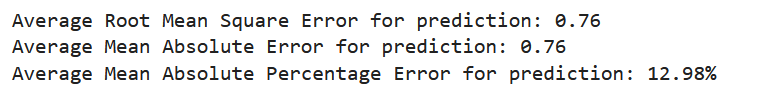 Average Root Mean Square Error for prediction: 0.76
Average Mean Absolute Error for prediction: 0.76
Average Mean Absolute Percentage Error for prediction: 12.98%